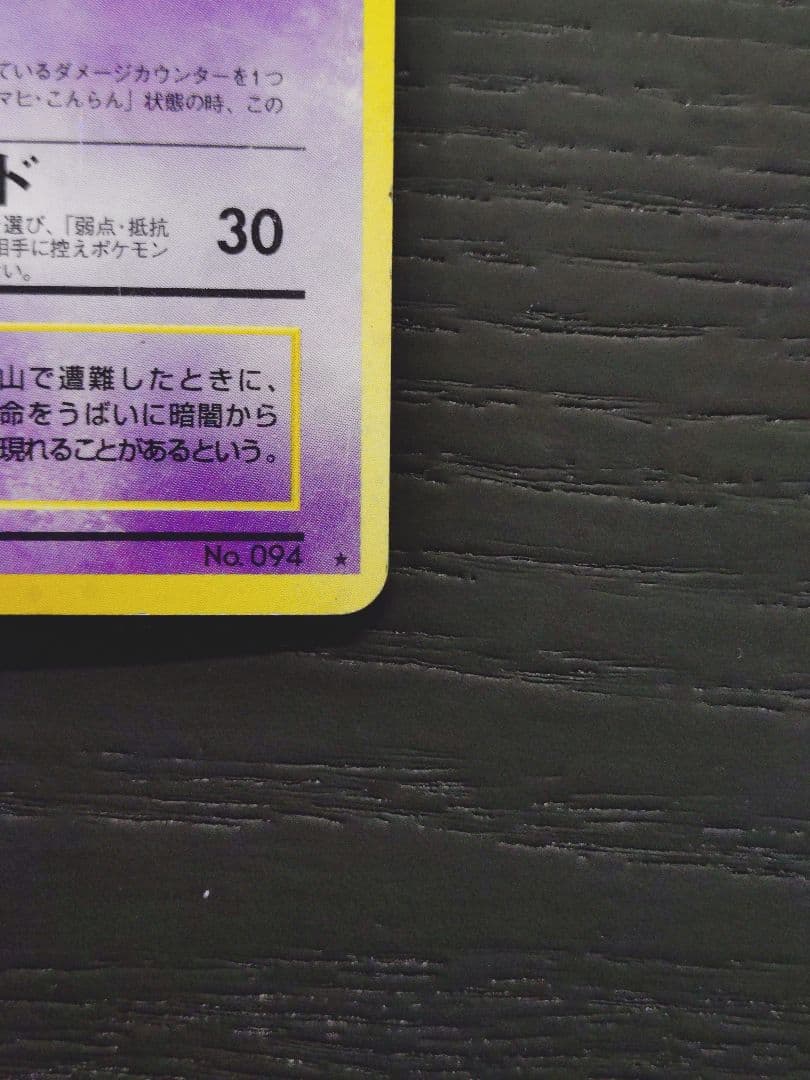 ているダメージカウンターを1つ
マヒ・こんらん」状態の時、この
ド
選び、「弱点・抵抗
相手に控えポケモン
い。
30
山で遭難したときに、
命をうばいに暗闇から
現れることがあるという。
No. 094 ★